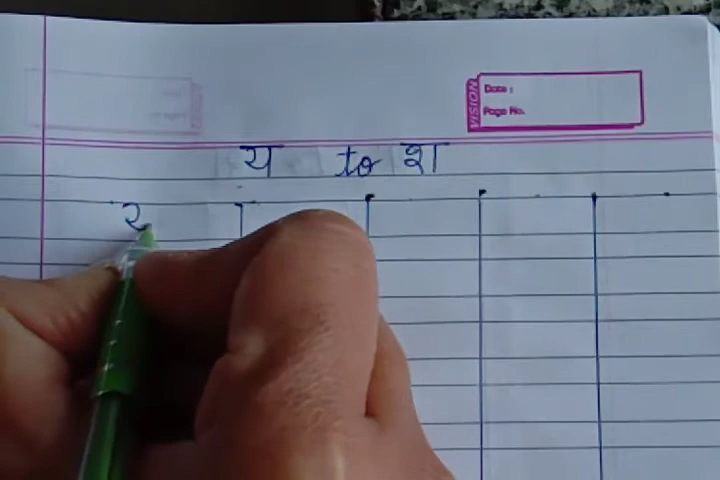 VISION
Date :
Page No.
य to श